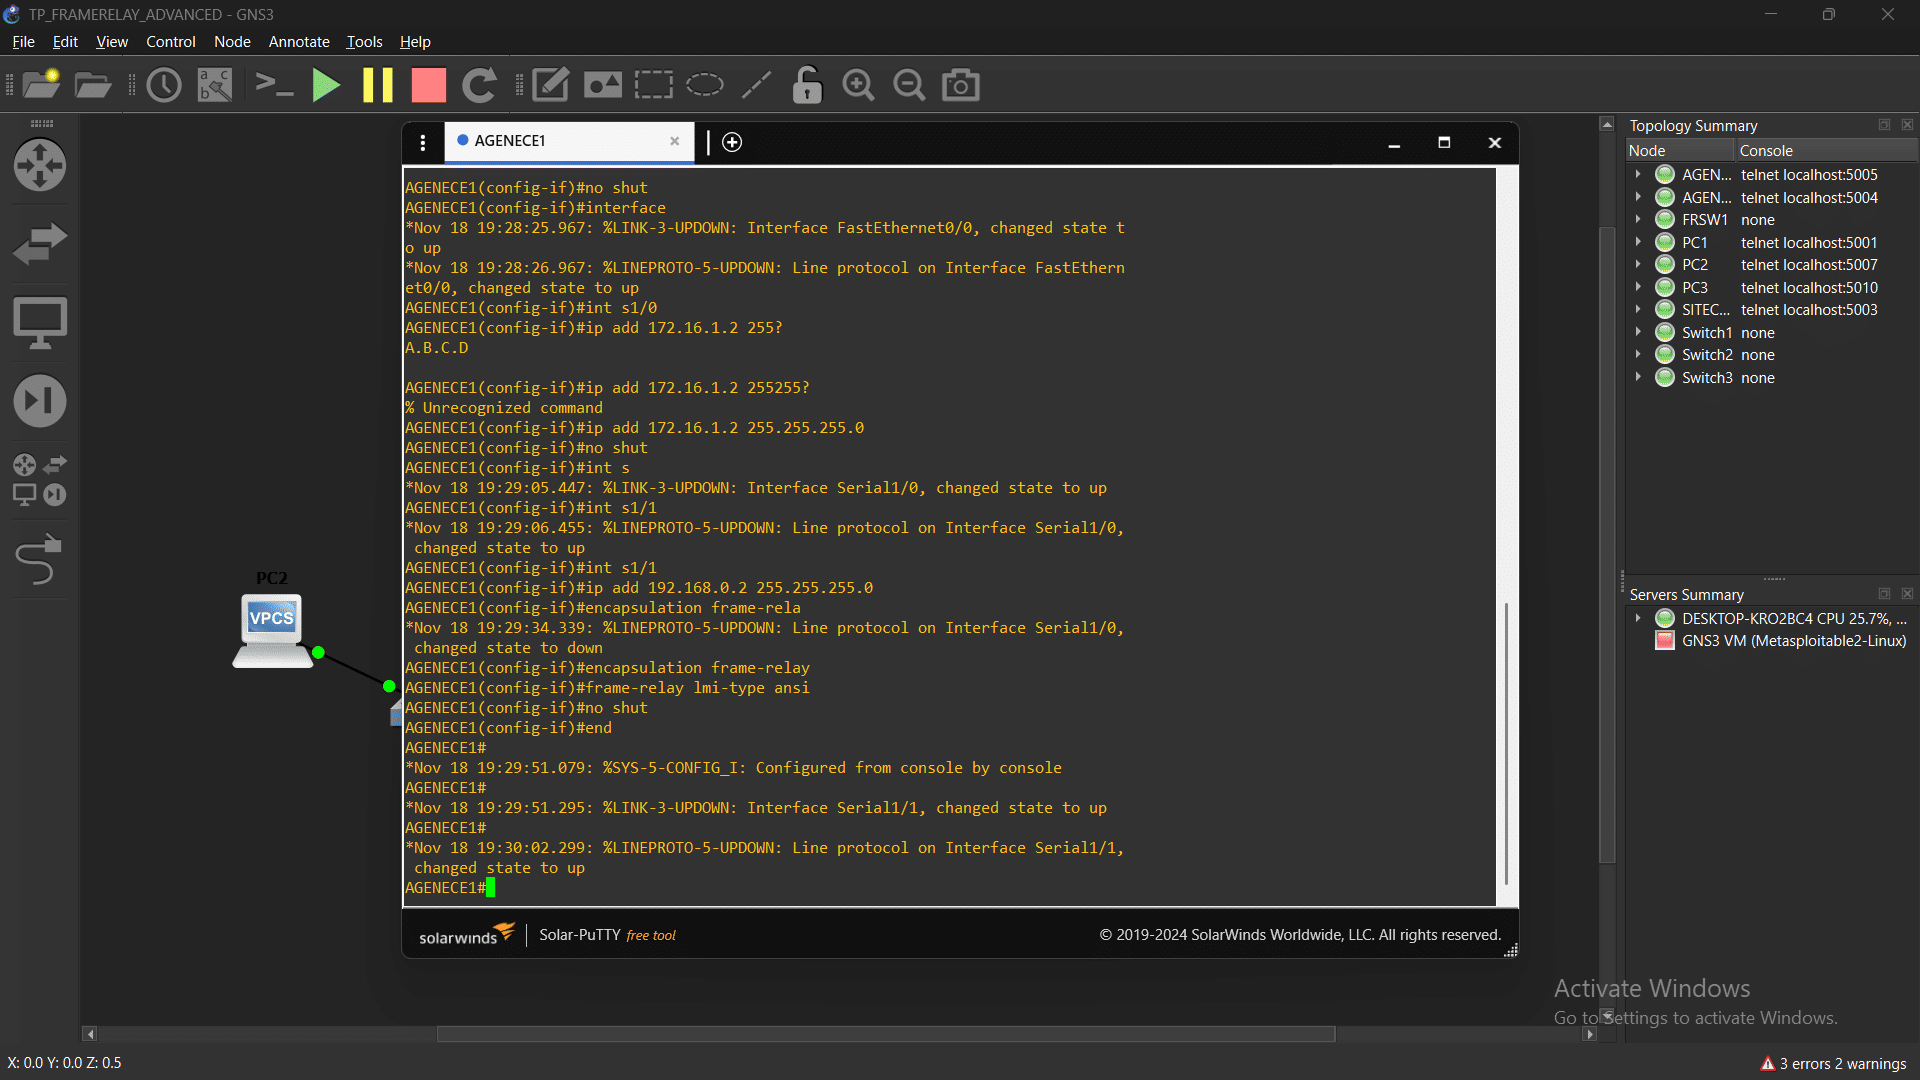 TP_FRAMERELAY_ADVANCED - GNS3
File Edit View Control Node Annotate Tools Help
AGENECE1
AGENECE1(config-if)#no shut
AGENECE1(config-if)#interface
*Nov 18 19:28:25.967: %LINK-3-UPDOWN: Interface FastEthernet0/0, changed state t
o up
*Nov 18 19:28:26.967: %LINEPROTO-5-UPDOWN: Line protocol on Interface FastEthern
et0/0, changed state to up
AGENECE1(config-if)#int s1/0
AGENECE1(config-if)#ip add 172.16.1.2 255?
A.B.C.D
AGENECE1(config-if)#ip add 172.16.1.2 255255?
% Unrecognized command
AGENECE1(config-if)#ip add 172.16.1.2 255.255.255.0
AGENECE1(config-if)#no shut
AGENECE1(config-if)#int s
*Nov 18 19:29:05.447: %LINK-3-UPDOWN: Interface Serial1/0, changed state to up
AGENECE1(config-if)#int s1/1
*Nov 18 19:29:06.455: %LINEPROTO-5-UPDOWN: Line protocol on Interface Serial1/0,
changed state to up
AGENECE1(config-if)#int s1/1
AGENECE1(config-if)#ip add 192.168.0.2 255.255.255.0
AGENECE1(config-if)#encapsulation frame-rela
*Nov 18 19:29:34.339: %LINEPROTO-5-UPDOWN: Line protocol on Interface Serial1/0,
changed state to down
AGENECE1(config-if)#encapsulation frame-relay
AGENECE1(config-if)#frame-relay lmi-type ansi
AGENECE1(config-if)#no shut
AGENECE1(config-if)#end
AGENECE1#
*Nov 18 19:29:51.079: %SYS-5-CONFIG_I: Configured from console by console
AGENECE1#
*Nov 18 19:29:51.295: %LINK-3-UPDOWN: Interface Serial1/1, changed state to up
AGENECE1#
*Nov 18 19:30:02.299: %LINEPROTO-5-UPDOWN: Line protocol on Interface Serial1/1,
changed state to up
AGENECE1#
solarwinds Solar-PuTTY free tool © 2019-2024 SolarWinds Worldwide, LLC. All rights reserved.
PC2
VPCS
Topology Summary
Node Console
AGEN... telnet localhost:5005
AGEN... telnet localhost:5004
FRSW1 none
PC1 telnet localhost:5001
PC2 telnet localhost:5007
PC3 telnet localhost:5010
SITEC... telnet localhost:5003
Switch1 none
Switch2 none
Switch3 none
Servers Summary
DESKTOP-KRO2BC4 CPU 25.7%, ...
GNS3 VM (Metasploitable2-Linux)
Activate Windows
Go to Settings to activate Windows.
X: 0.0 Y: 0.0 Z: 0.5
3 errors 2 warnings